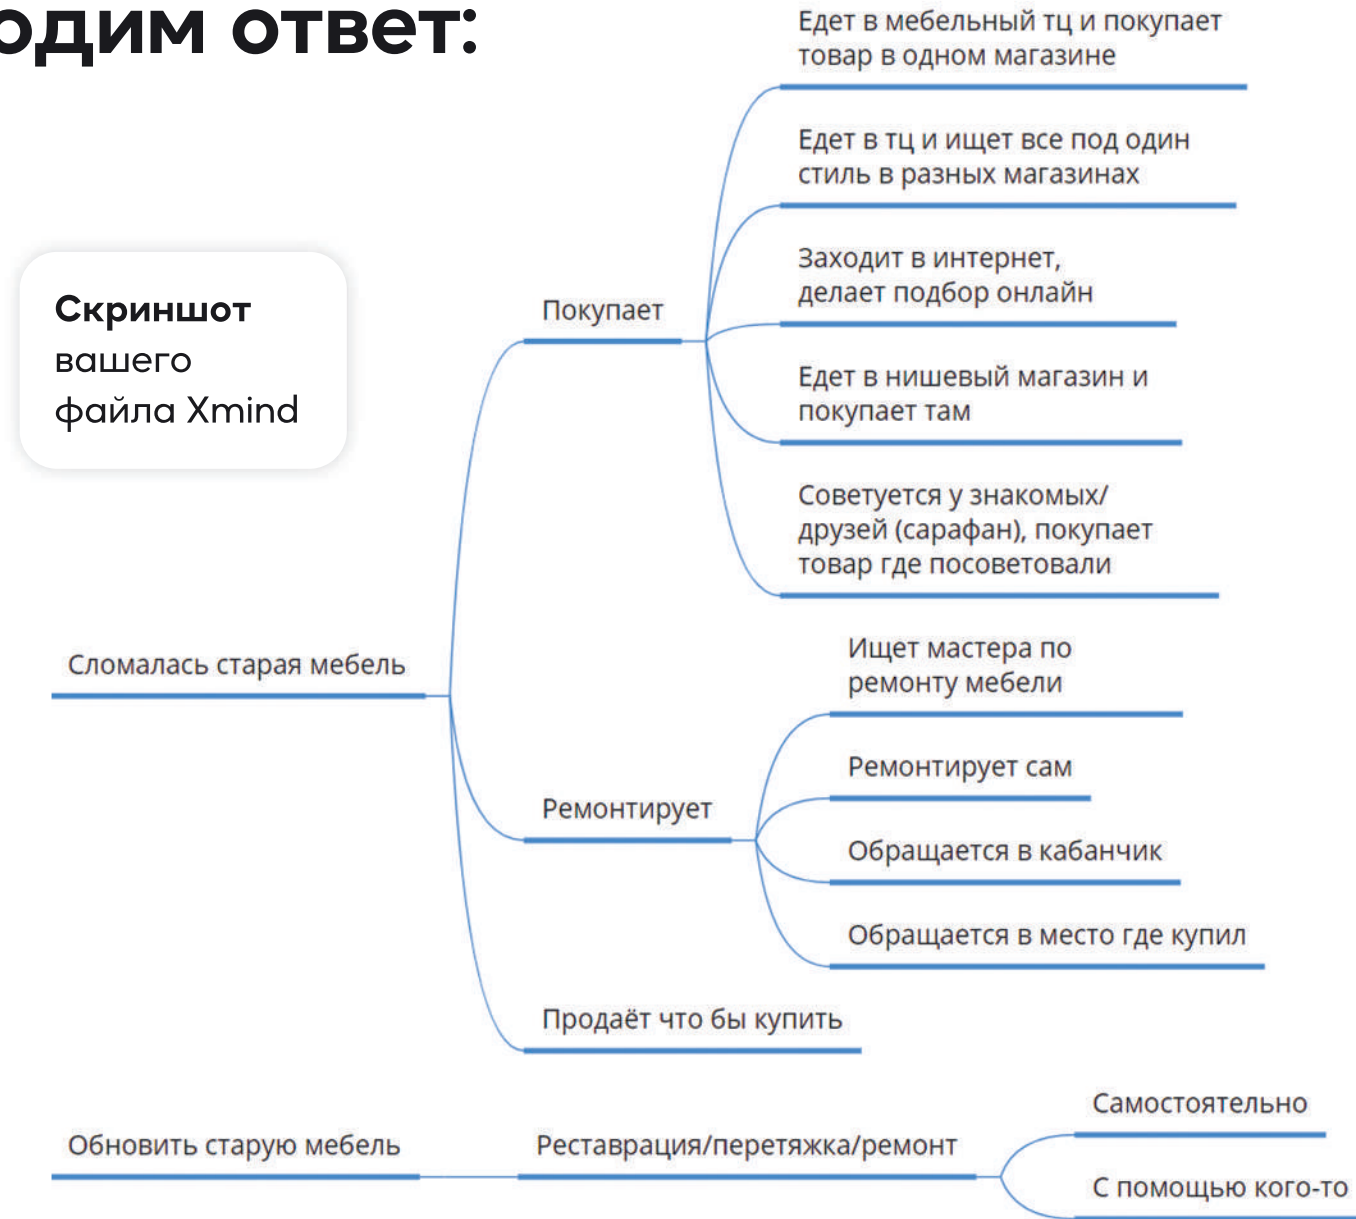 одим ответ:
Скриншот
вашего
файла Xmind
Сломалась старая мебель
Покупает
Едет в мебельный тц и покупает
товар в одном магазине
Едет в тц и ищет все под один
стиль в разных магазинах
Заходит в интернет,
делает подбор онлайн
Едет в нишевый магазин и
покупает там
Советуется у знакомых/
друзей (сарафан), покупает
товар где посоветовали
Ремонтирует
Ищет мастера по
ремонту мебели
Ремонтирует сам
Обращается в кабанчик
Обращается в место где купил
Продаёт что бы купить
Обновить старую мебель
Реставрация/перетяжка/ремонт
Самостоятельно
С помощью кого-то